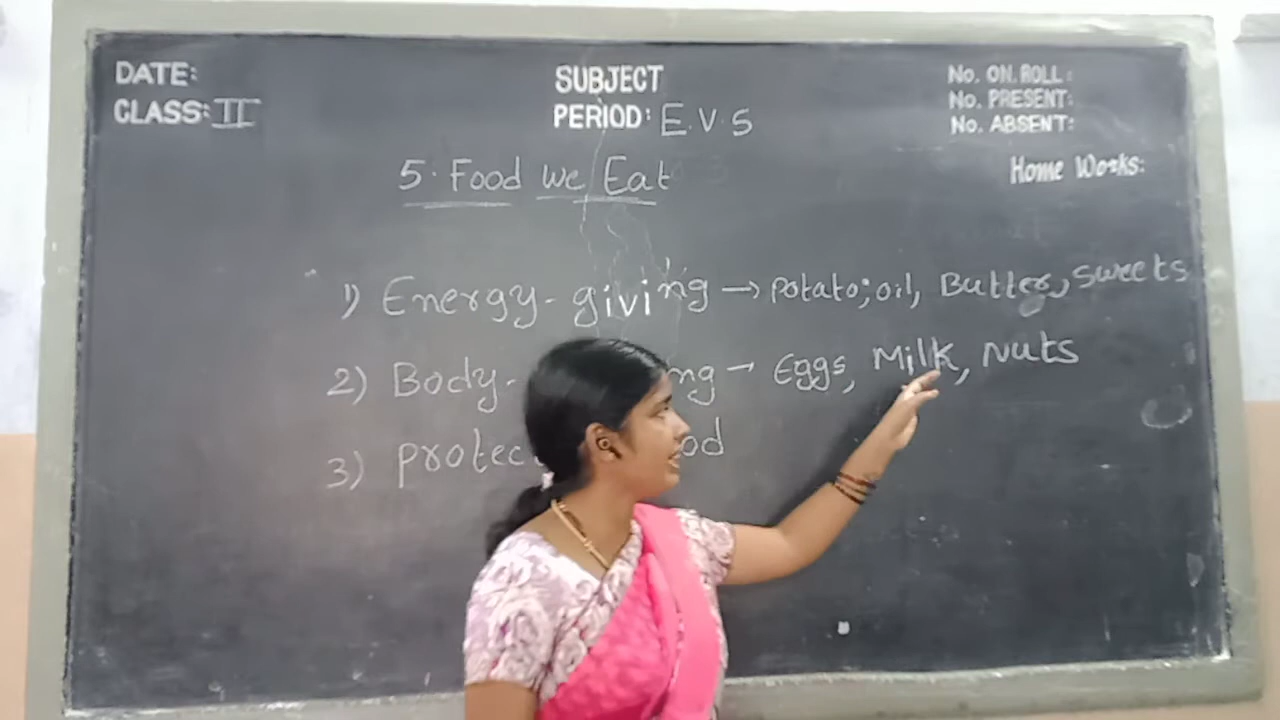 DATE:
CLASS: II
SUBJECT
PERIOD: E.V.S
No. ON. ROLL:
No. PRESENT:
No. ABSENT:
Home Works:
5. Food we Eat
1) Energy-giving → Potato, oil, Butter, sweets
2) Body- ng → Eggs, Milk, Nuts
3) Protec od